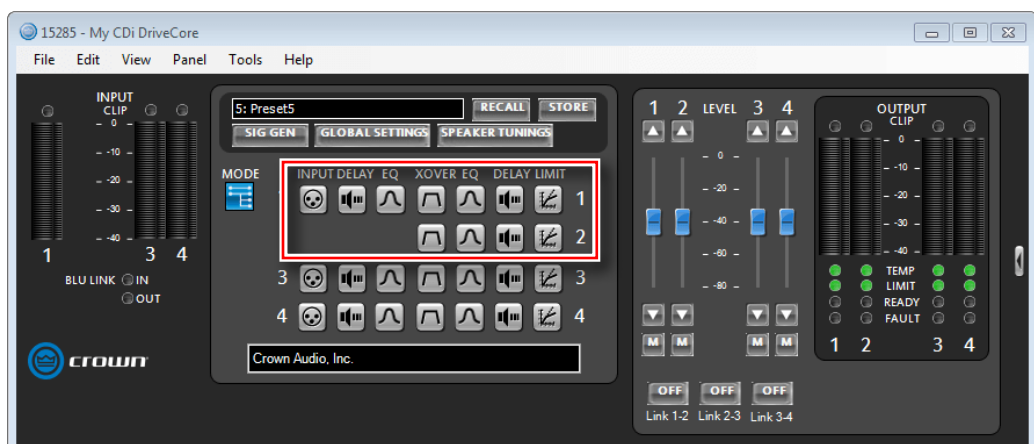 15285 - My CDi DriveCore
File Edit View Panel Tools Help
INPUT
CLIP
- 0 -
- -10 -
- -20 -
- -30 -
- -40 -
1 3 4
BLU LINK IN
OUT
crown
5: Preset5 RECALL STORE
SIG GEN GLOBAL SETTINGS SPEAKER TUNINGS
MODE INPUT DELAY EQ XOVER EQ DELAY LIMIT
1
2
3 3
4 4
Crown Audio, Inc.
1 2 LEVEL 3 4
- 0 -
- -20 -
- -40 -
- -60 -
- -80 -
M M M M
OFF OFF OFF
Link 1-2 Link 2-3 Link 3-4
OUTPUT
CLIP
- 0 -
- -10 -
- -20 -
- -30 -
- -40 -
TEMP
LIMIT
READY
FAULT
1 2 3 4